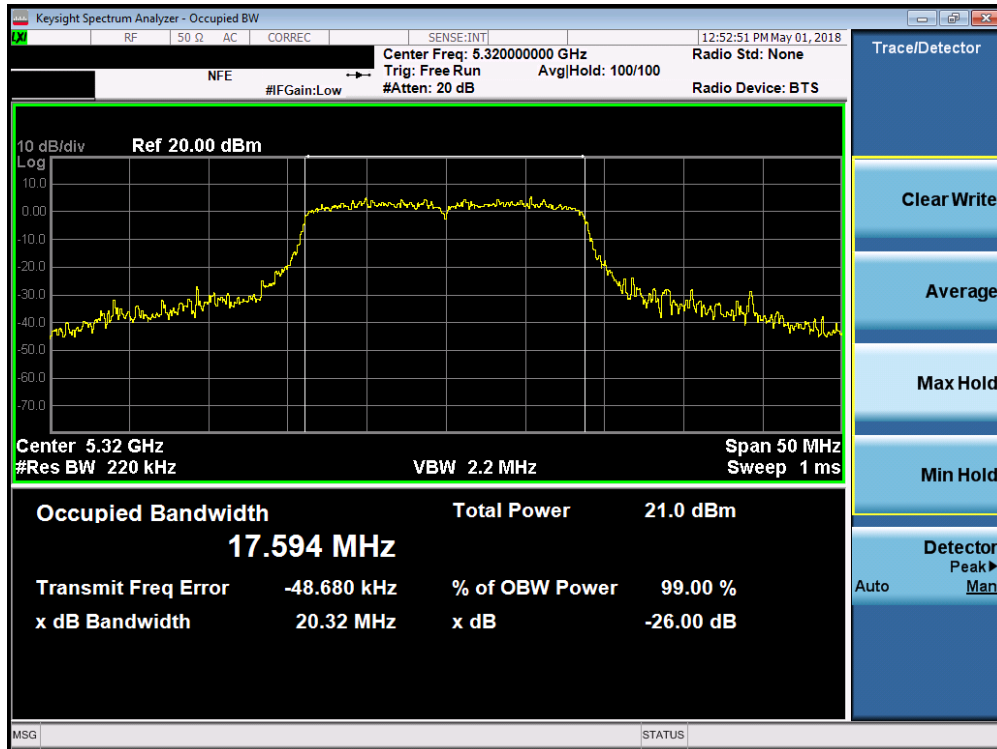 Keysight Spectrum Analyzer - Occupied BW
LXI RF 50 Ω AC CORREC SENSE:INT 12:52:51 PM May 01, 2018
Center Freq: 5.320000000 GHz Radio Std: None
NFE Trig: Free Run Avg|Hold: 100/100
#IFGain:Low #Atten: 20 dB Radio Device: BTS
10 dB/div Ref 20.00 dBm
Log
10.0
0.00
-10.0
-20.0
-30.0
-40.0
-50.0
-60.0
-70.0
Center 5.32 GHz Span 50 MHz
#Res BW 220 kHz VBW 2.2 MHz Sweep 1 ms
Occupied Bandwidth Total Power 21.0 dBm
17.594 MHz
Transmit Freq Error -48.680 kHz % of OBW Power 99.00 %
x dB Bandwidth 20.32 MHz x dB -26.00 dB
MSG STATUS
Trace/Detector
Clear Write
Average
Max Hold
Min Hold
Detector
Peak▶
Auto Man